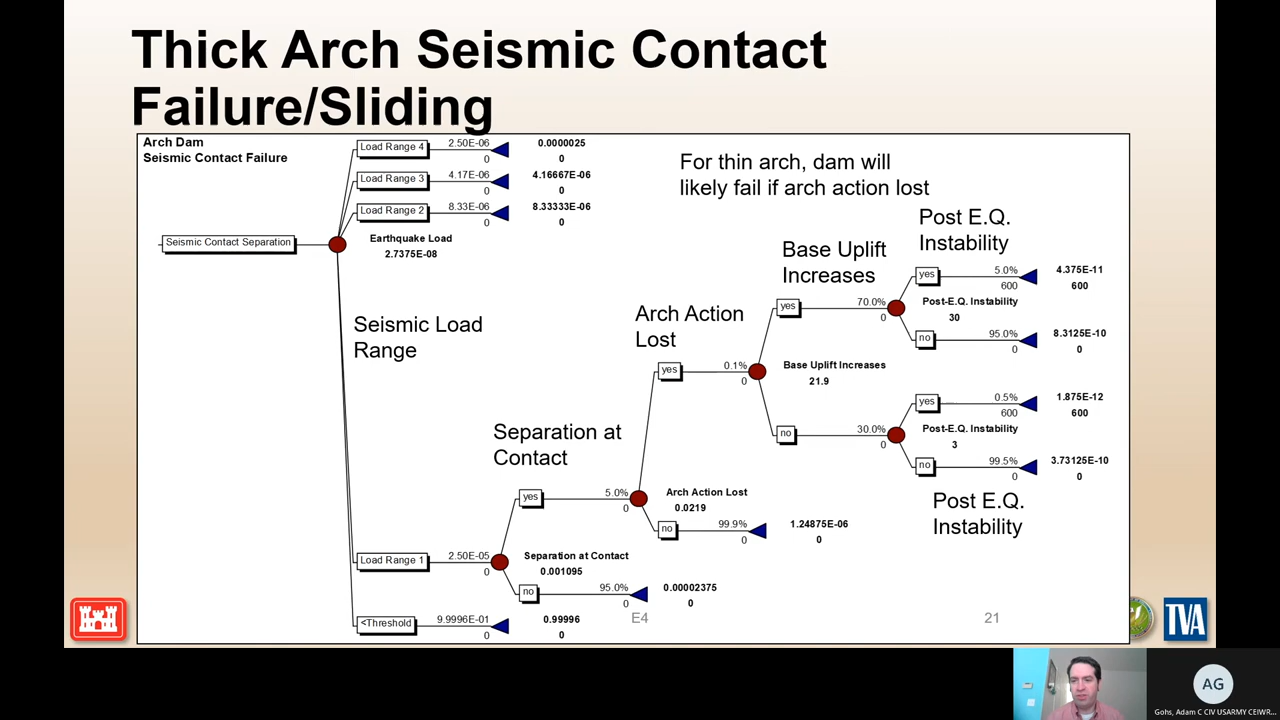 Thick Arch Seismic Contact
Failure/Sliding
Arch Dam
Seismic Contact Failure
Load Range 4
2.50E-06
0
0.0000025
0
Load Range 3
4.17E-06
0
4.16667E-06
0
Load Range 2
8.33E-06
0
8.33333E-06
0
For thin arch, dam will
likely fail if arch action lost
Seismic Contact Separation
Earthquake Load
2.7375E-08
Seismic Load
Range
Post E.Q.
Instability
Base Uplift
Increases
Arch Action
Lost
Separation at
Contact
yes
5.0%
600
4.375E-11
600
yes
70.0%
0
Post-E.Q. Instability
30
no
95.0%
0
8.3125E-10
0
yes
0.1%
0
Base Uplift Increases
21.9
yes
0.5%
600
1.875E-12
600
no
30.0%
0
Post-E.Q. Instability
3
no
99.5%
0
3.73125E-10
0
Post E.Q.
Instability
yes
5.0%
0
Arch Action Lost
0.0219
no
99.9%
0
1.24875E-06
0
Load Range 1
2.50E-05
0
Separation at Contact
0.001095
no
95.0%
0
0.00002375
0
<Threshold
9.9996E-01
0
0.99996
0
E4
21
TVA
AG
Gohs, Adam C CIV USARMY CEIWR...